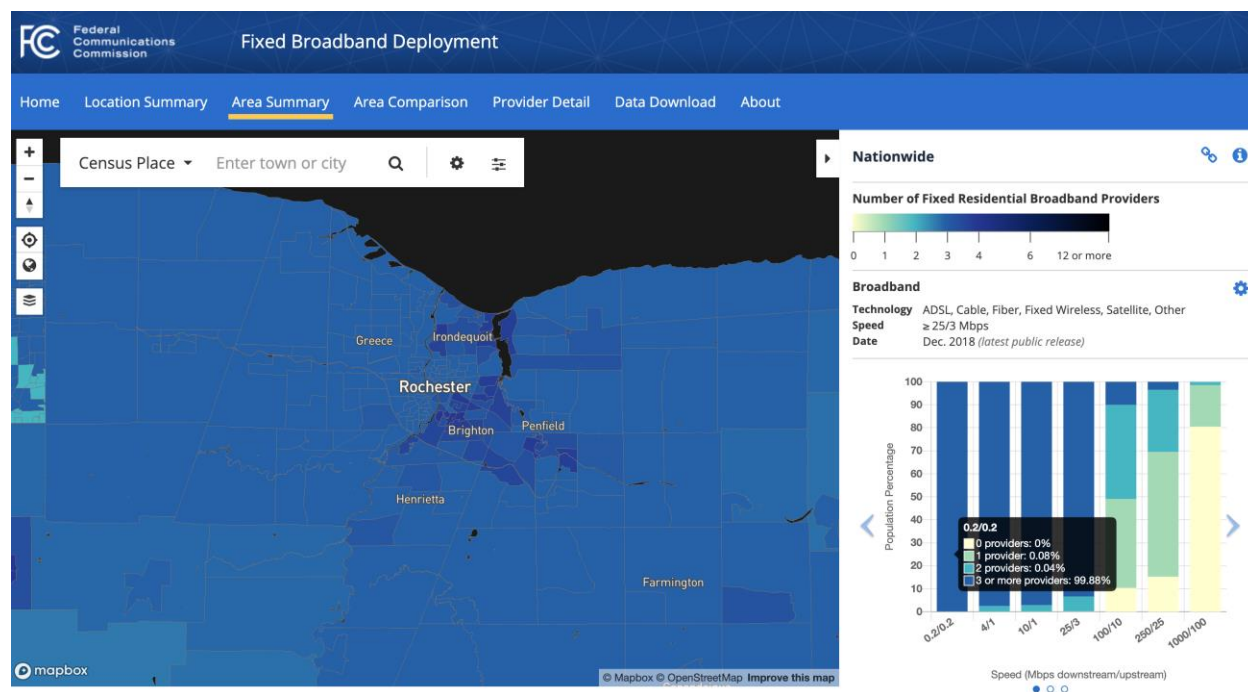 FC
Federal
Communications
Commission
Fixed Broadband Deployment
Home Location Summary Area Summary Area Comparison Provider Detail Data Download About
Census Place Enter town or city
Greece
Irondequoit
Rochester
Brighton
Penfield
Henrietta
Farmington
mapbox
© Mapbox © OpenStreetMap Improve this map
Nationwide
Number of Fixed Residential Broadband Providers
0 1 2 3 4 6 12 or more
Broadband
Technology ADSL, Cable, Fiber, Fixed Wireless, Satellite, Other
Speed ≥ 25/3 Mbps
Date Dec. 2018 (latest public release)
Population Percentage
100
90
80
70
60
50
40
30
20
10
0
0.2/0.2
0 providers: 0%
1 provider: 0.08%
2 providers: 0.04%
3 or more providers: 99.88%
0.2/0.2 4/1 10/1 25/3 100/10 250/25 1000/100
Speed (Mbps downstream/upstream)